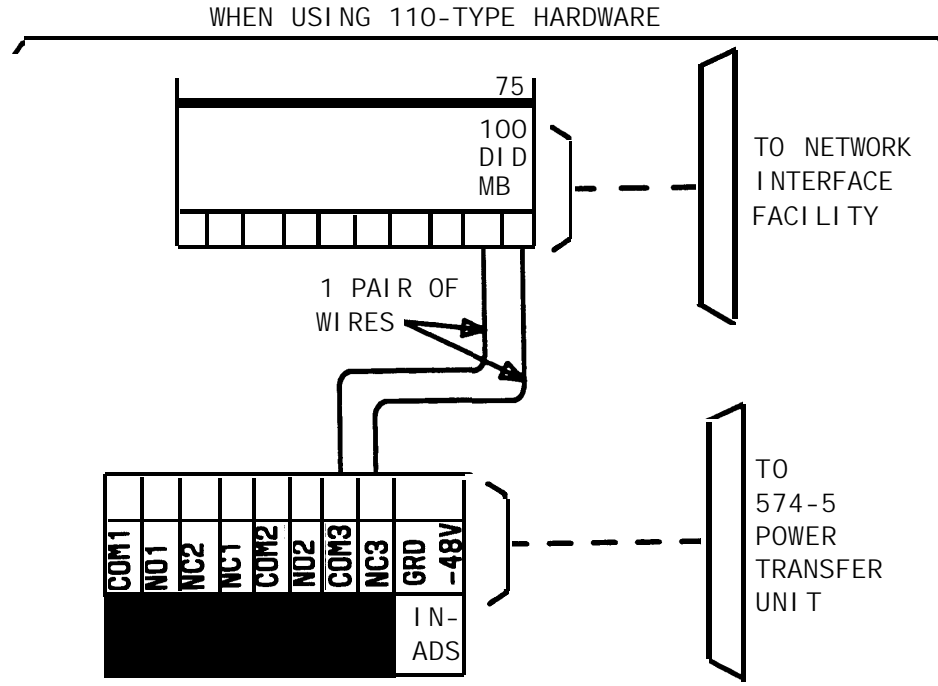 WHEN USING 110-TYPE HARDWARE
75
100
DID
MB
TO NETWORK
INTERFACE
FACILITY
1 PAIR OF
WIRES
COM1
NO1
NC2
NC1
COM2
NO2
COM3
NC3
GRD
-48V
IN-
ADS
TO
574-5
POWER
TRANSFER
UNIT